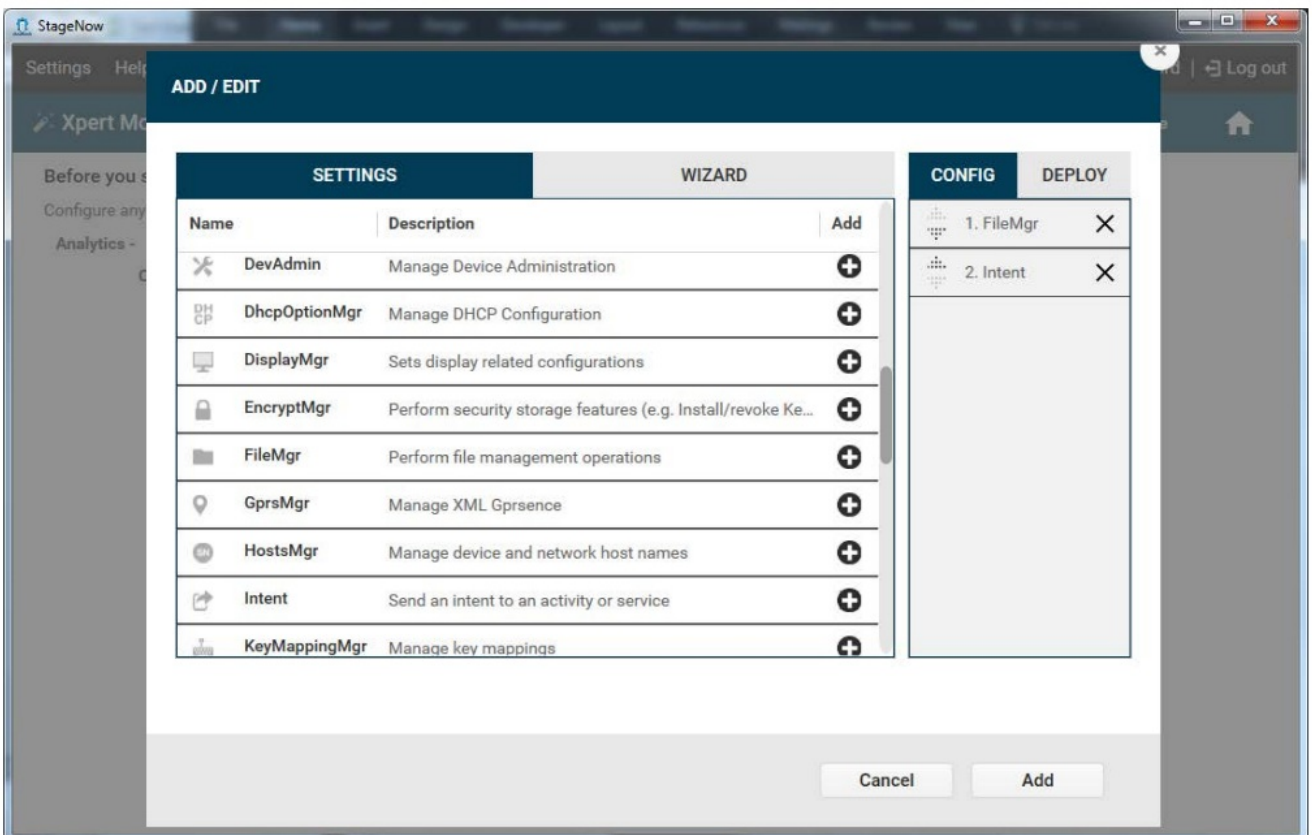 StageNow
Settings Help Log out
ADD / EDIT
Xpert Mo
Before you s
Configure any
Analytics -
SETTINGS WIZARD CONFIG DEPLOY
Name Description Add
1. FileMgr
2. Intent
DevAdmin Manage Device Administration
DHCP DhcpOptionMgr Manage DHCP Configuration
DisplayMgr Sets display related configurations
EncryptMgr Perform security storage features (e.g. Install/revoke Ke...
FileMgr Perform file management operations
GprsMgr Manage XML Gprsence
HostsMgr Manage device and network host names
Intent Send an intent to an activity or service
KeyMappingMgr Manage key mappings
Cancel Add